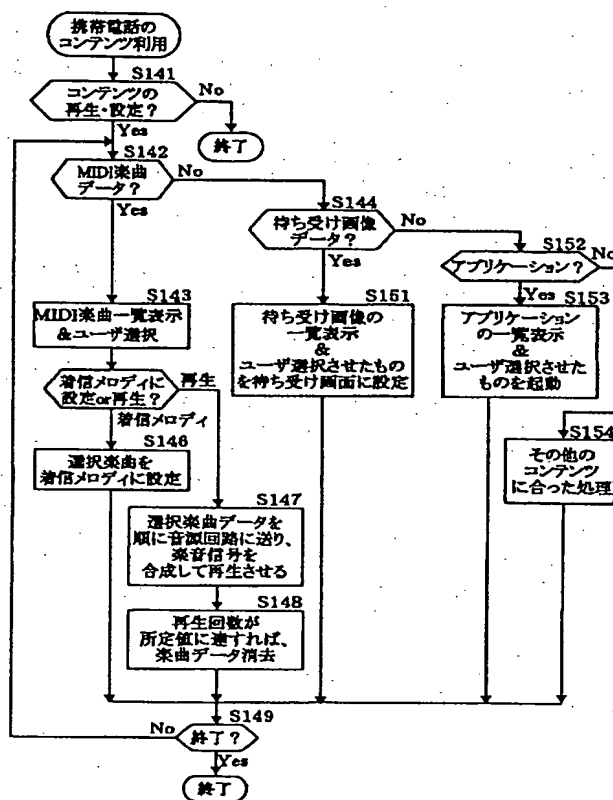 携帯電話の
コンテンツ利用
S141
コンテンツの
再生・設定?
No
終了
Yes
S142
MIDI楽曲
データ?
No
Yes
S144
待ち受け画像
データ?
No
Yes
S152
アプリケーション?
No
Yes
S143
MIDI楽曲一覧表示
&ユーザ選択
S151
待ち受け画像の
一覧表示
&
ユーザ選択させたもの
を待ち受け画面に設定
S153
アプリケーション
の一覧表示
&
ユーザ選択させた
ものを起動
着信メロディに
設定or再生?
再生
着信メロディ
S146
選択楽曲を
着信メロディに設定
S154
その他の
コンテンツ
に合った処理
S147
選択楽曲データを
順に音源回路に送り、
楽音信号を
合成して再生させる
S148
再生回数が
所定値に達すれば、
楽曲データ消去
S149
終了?
No
Yes
終了